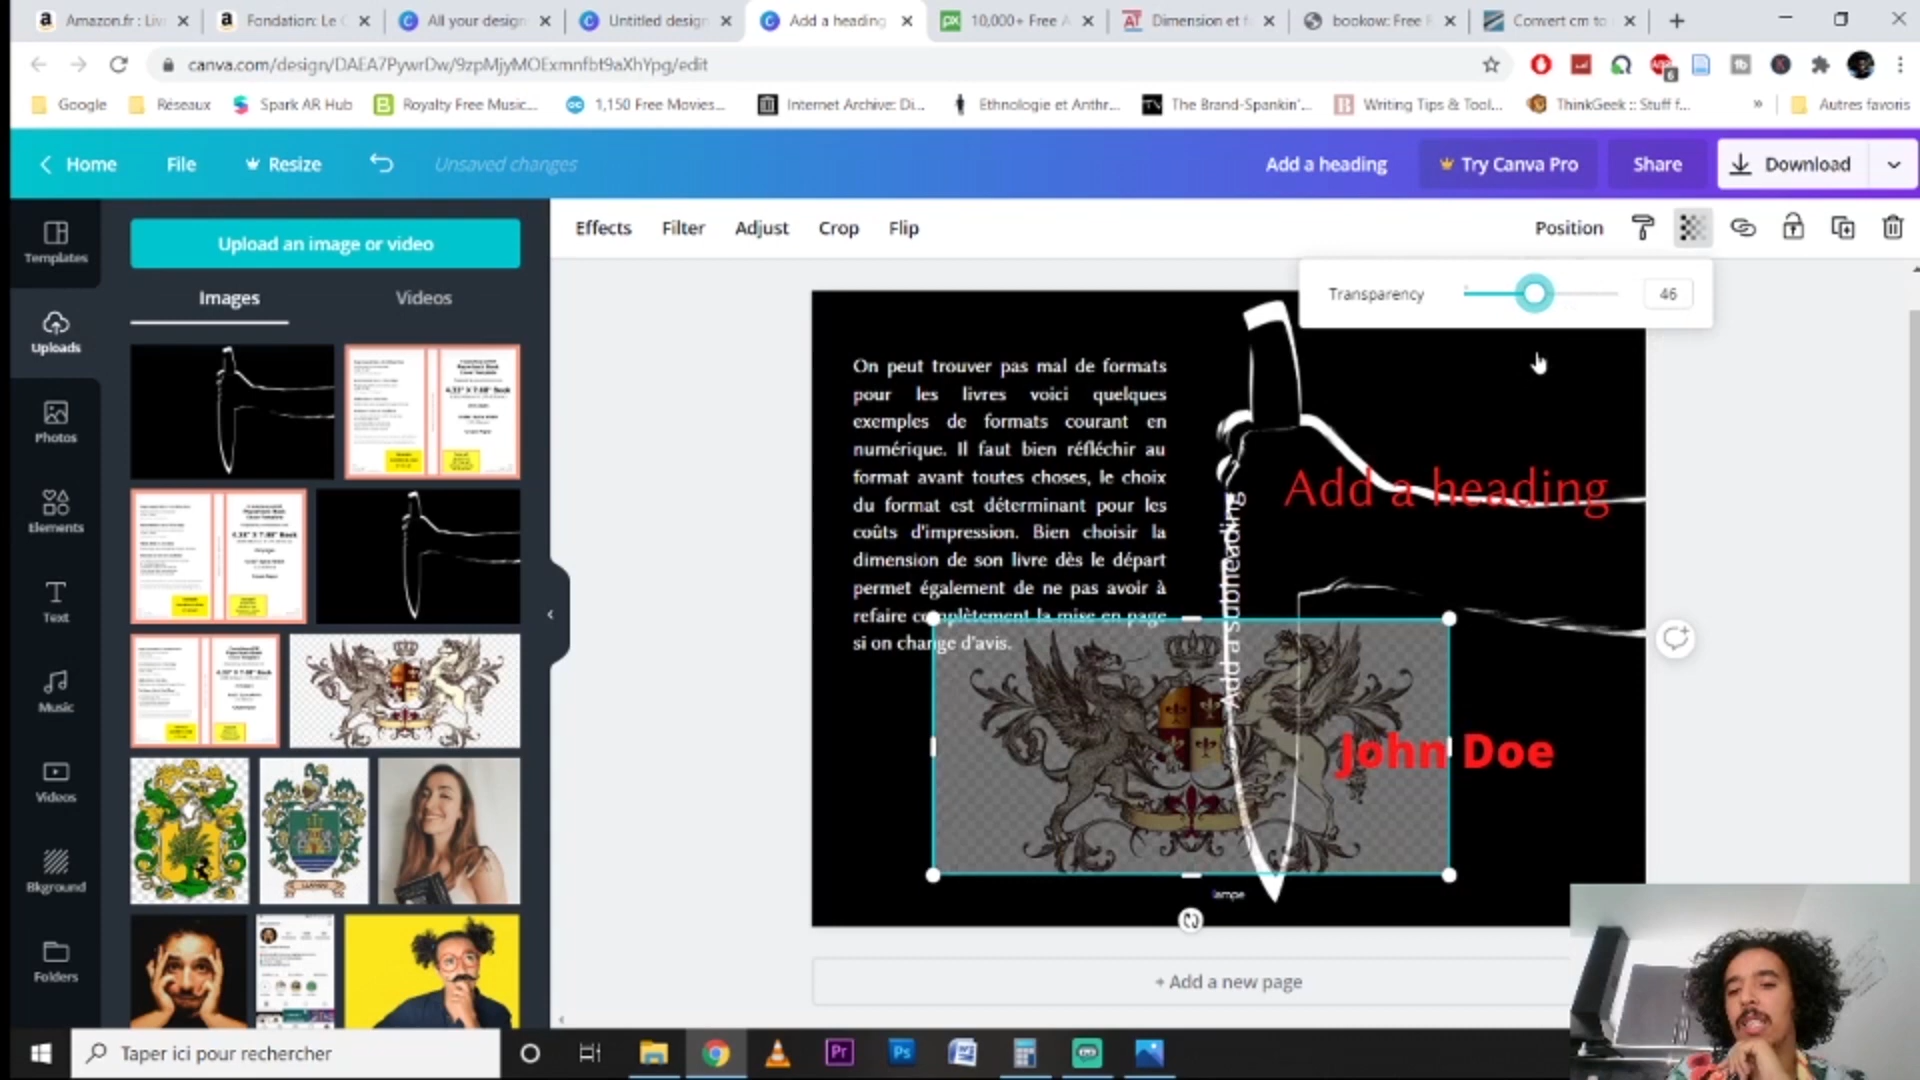 Amazon.fr : Liv
Fondation: Le C
All your design
Untitled design
Add a heading
10,000+ Free A
Dimension et f
bookow: Free
Convert cm to
canva.com/design/DAEA7PywrDw/9zpMjyMOExmnfbt9aXhYpg/edit
Google
Réseaux
Spark AR Hub
Royalty Free Music...
1,150 Free Movies...
Internet Archive: Di...
Ethnologie et Anthr...
The Brand-Spankin'...
Writing Tips & Tool...
ThinkGeek :: Stuff f...
»
Autres favoris
Home
File
Resize
Unsaved changes
Add a heading
Try Canva Pro
Share
Download
Templates
Uploads
Photos
Elements
Text
Music
Videos
Bkground
Folders
Upload an image or video
Images
Videos
Effects
Filter
Adjust
Crop
Flip
Position
Transparency
46
On peut trouver pas mal de formats
pour les livres voici quelques
exemples de formats courant en
numérique. Il faut bien réfléchir au
format avant toutes choses, le choix
du format est déterminant pour les
coûts d'impression. Bien choisir la
dimension de son livre dès le départ
permet également de ne pas avoir à
refaire complètement la mise en page
si on change d'avis.
Add a subheading
Add a heading
John Doe
lampe
+ Add a new page
Taper ici pour rechercher